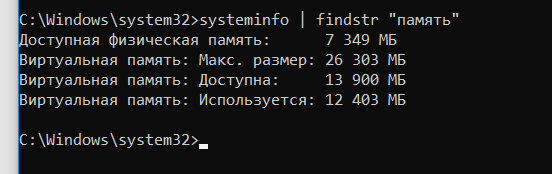 C:\Windows\system32>systeminfo | findstr "память"
Доступная физическая память:      7 349 МБ
Виртуальная память: Макс. размер: 26 303 МБ
Виртуальная память: Доступна:     13 900 МБ
Виртуальная память: Используется: 12 403 МБ
C:\Windows\system32>